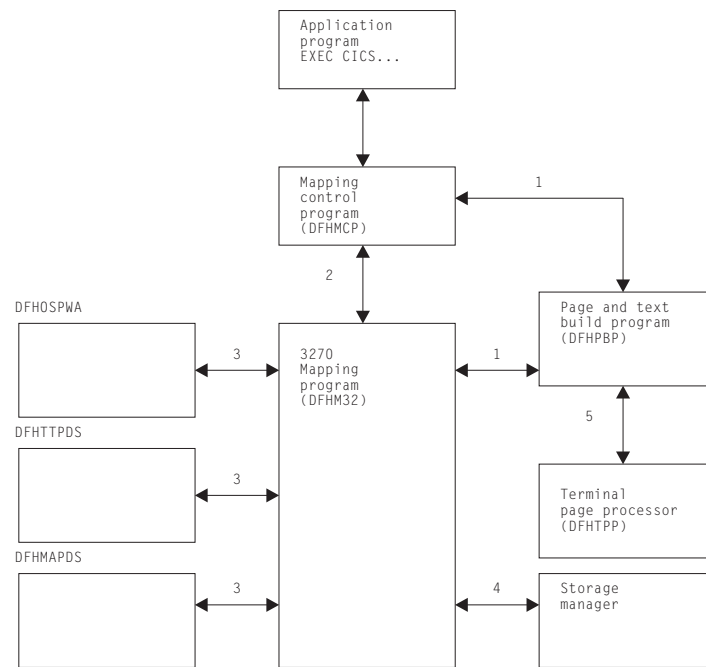 Application
program
EXEC CICS...
Mapping
control
program
(DFHMCP)
1
2
DFHOSPWA
Page and text
build program
(DFHPBP)
3
3270
Mapping
program
(DFHM32)
1
5
DFHTTPDS
3
Terminal
page processor
(DFHTPP)
DFHMAPDS
3
4
Storage
manager